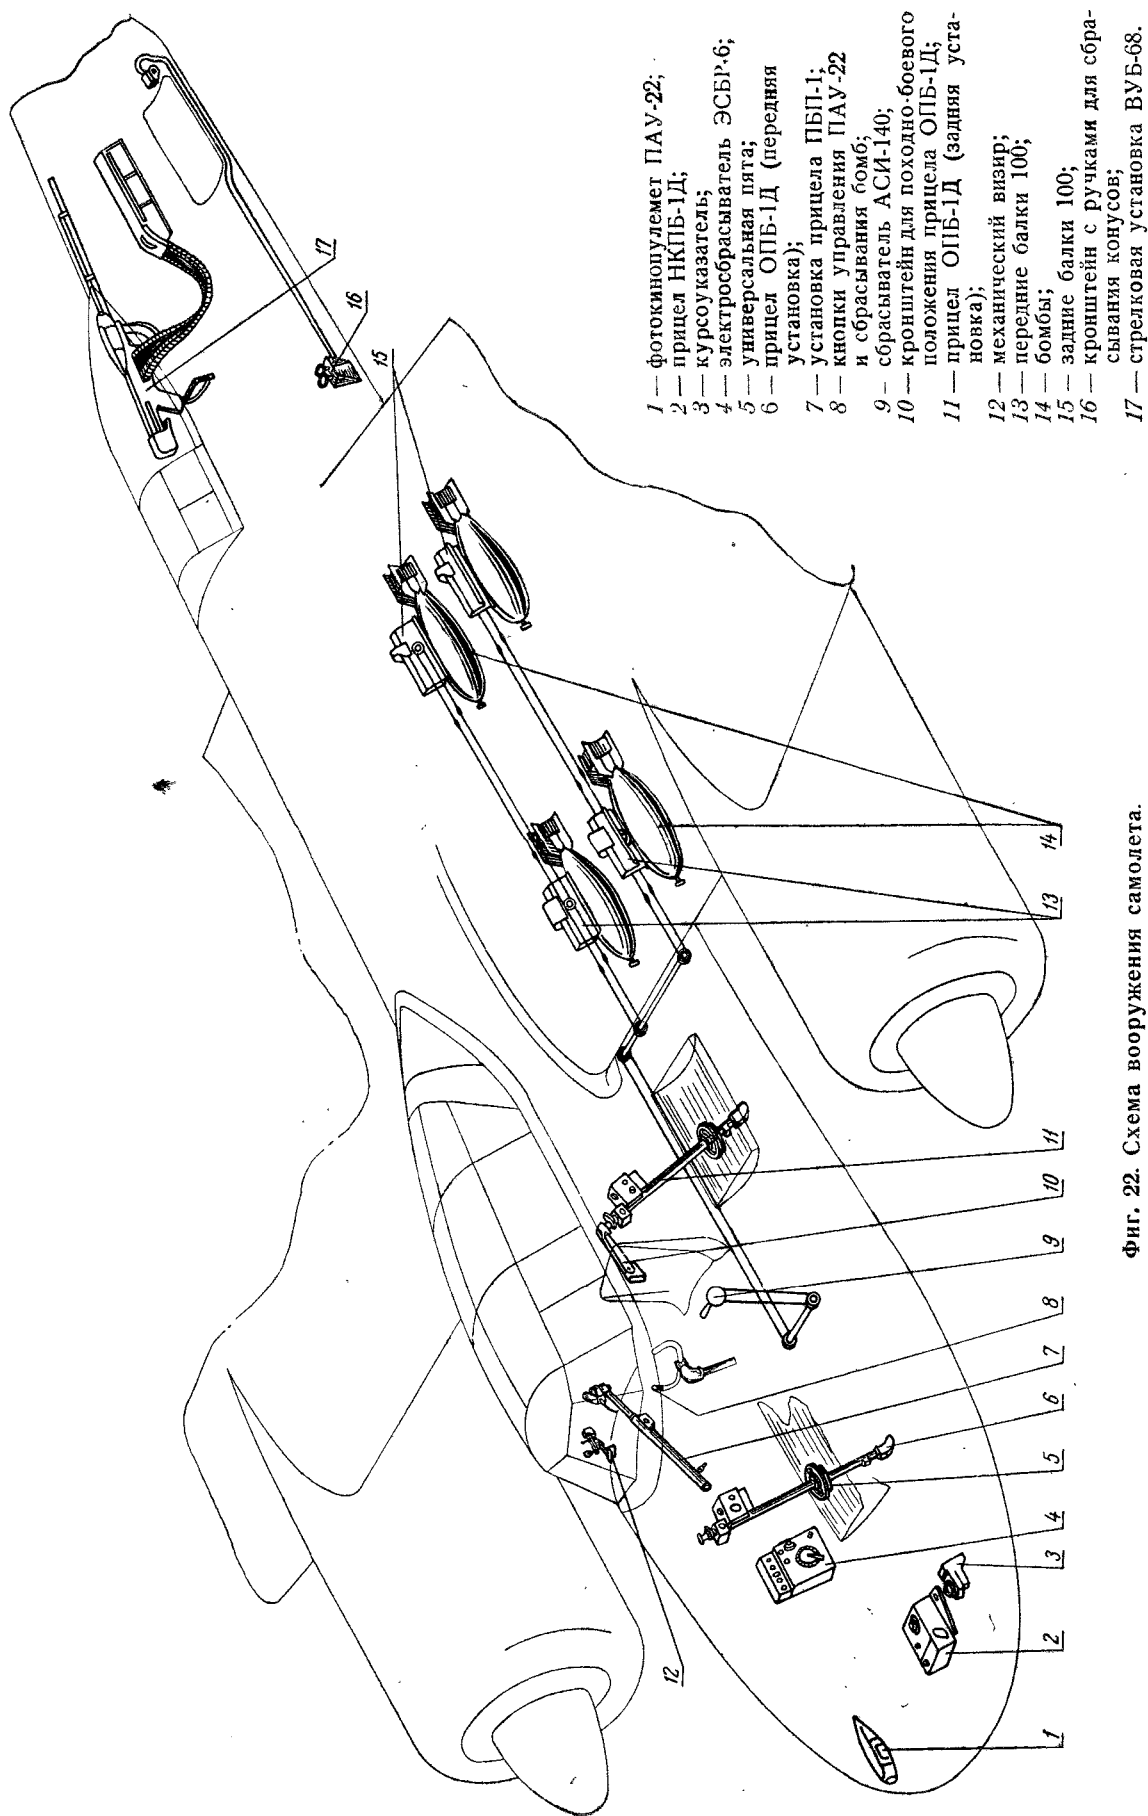 1 — фотокинопулемет ПАУ-22;
2 — прицел НКПБ-1Д;
3 — курсоуказатель;
4 — электросбрасыватель ЭСБР-6;
5 — универсальная пята;
6 — прицел ОПБ-1Д (передняя
установка);
7 — установка прицела ПБП-1;
8 — кнопки управления ПАУ-22
и сбрасывания бомб;
9 — сбрасыватель АСИ-140;
10 — кронштейн для походно-боевого
положения прицела ОПБ-1Д;
11 — прицел ОПБ-1Д (задняя уста-
новка);
12 — механический визир;
13 — передние балки 100;
14 — бомбы;
15 — задние балки 100;
16 — кронштейн с ручками для сбра-
сывания конусов;
17 — стрелковая установка ВУБ-68.
1
2
3
4
5
6
7
8
9
10
11
12
13
14
15
16
17
Фиг. 22. Схема вооружения самолета.